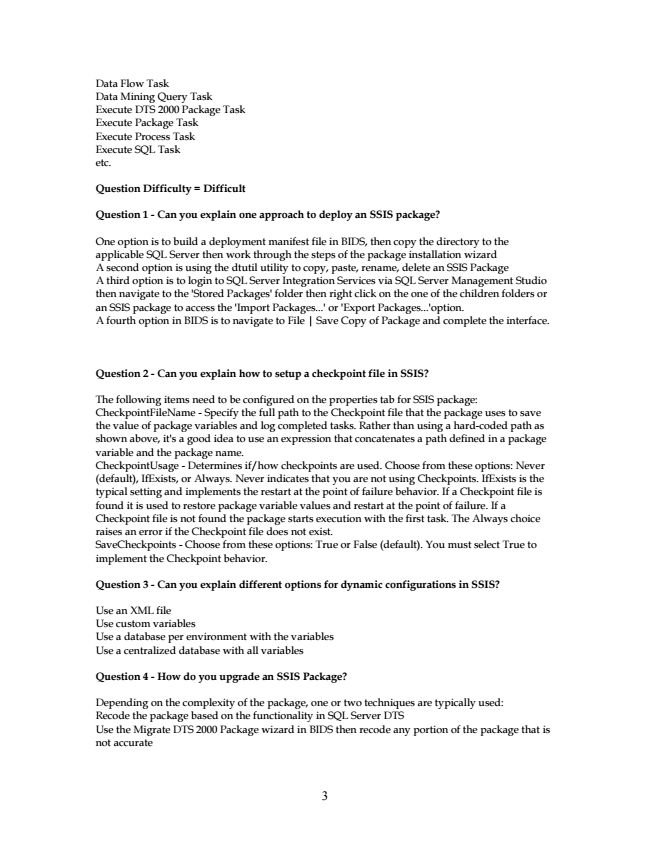 Data Flow Task
Data Mining Query Task
Execute DTS 2000 Package Task
Execute Package Task
Execute Process Task
Execute SQL Task
etc.
Question Difficulty = Difficult
Question 1 - Can you explain one approach to deploy an SSIS package?
One option is to build a deployment manifest file in BIDS, then copy the directory to the
applicable SQL Server then work through the steps of the package installation wizard
A second option is using the dtutil utility to copy, paste, rename, delete an SSIS Package
A third option is to login to SQL Server Integration Services via SQL Server Management Studio
then navigate to the 'Stored Packages' folder then right click on the one of the children folders or
an SSIS package to access the 'Import Packages...' or 'Export Packages...'option.
A fourth option in BIDS is to navigate to File | Save Copy of Package and complete the interface.
Question 2 - Can you explain how to setup a checkpoint file in SSIS?
The following items need to be configured on the properties tab for SSIS package:
CheckpointFileName - Specify the full path to the Checkpoint file that the package uses to save
the value of package variables and log completed tasks. Rather than using a hard-coded path as
shown above, it's a good idea to use an expression that concatenates a path defined in a package
variable and the package name.
CheckpointUsage - Determines if/how checkpoints are used. Choose from these options: Never
(default), IfExists, or Always. Never indicates that you are not using Checkpoints. IfExists is the
typical setting and implements the restart at the point of failure behavior. If a Checkpoint file is
found it is used to restore package variable values and restart at the point of failure. If a
Checkpoint file is not found the package starts execution with the first task. The Always choice
raises an error if the Checkpoint file does not exist.
SaveCheckpoints - Choose from these options: True or False (default). You must select True to
implement the Checkpoint behavior.
Question 3 - Can you explain different options for dynamic configurations in SSIS?
Use an XML file
Use custom variables
Use a database per environment with the variables
Use a centralized database with all variables
Question 4 - How do you upgrade an SSIS Package?
Depending on the complexity of the package, one or two techniques are typically used:
Recode the package based on the functionality in SQL Server DTS
Use the Migrate DTS 2000 Package wizard in BIDS then recode any portion of the package that is
not accurate
3